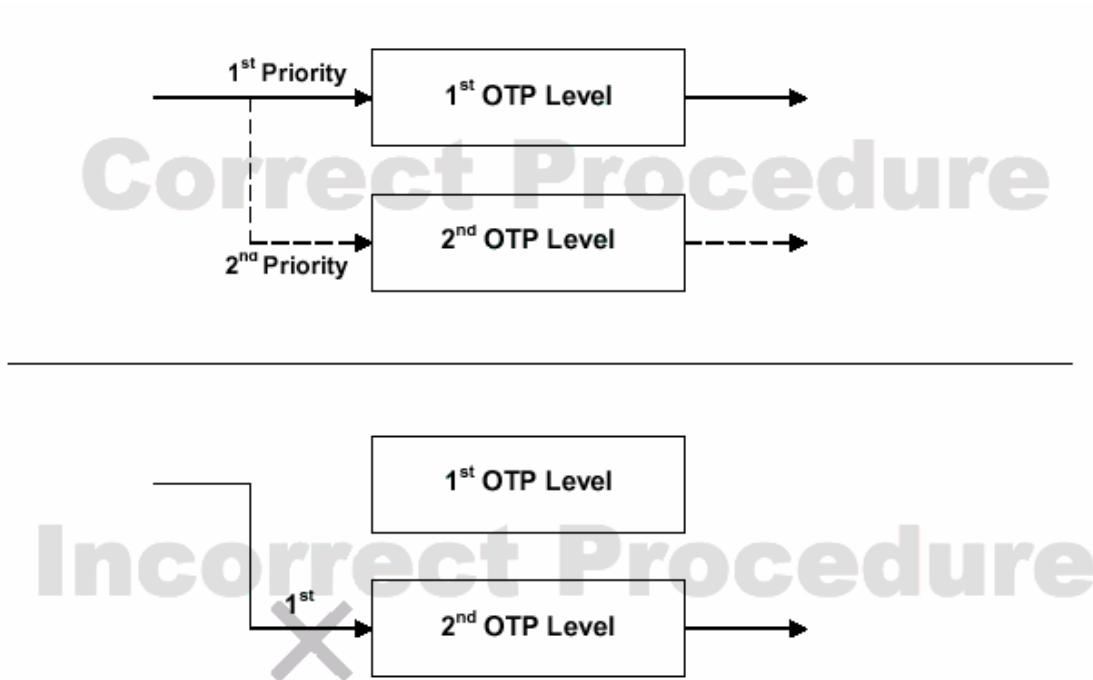 1st Priority
1st OTP Level
Correct Procedure
2nd OTP Level
2nd Priority
1st OTP Level
Incorrect Procedure
1st
2nd OTP Level